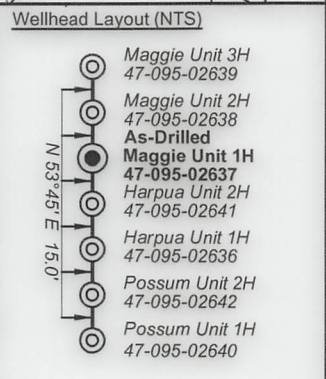 Wellhead Layout (NTS)
Maggie Unit 3H
47-095-02639
Maggie Unit 2H
47-095-02638
As-Drilled
Maggie Unit 1H
47-095-02637
Harpua Unit 2H
47-095-02641
Harpua Unit 1H
47-095-02636
Possum Unit 2H
47-095-02642
Possum Unit 1H
47-095-02640
N 53°45' E 15.0'